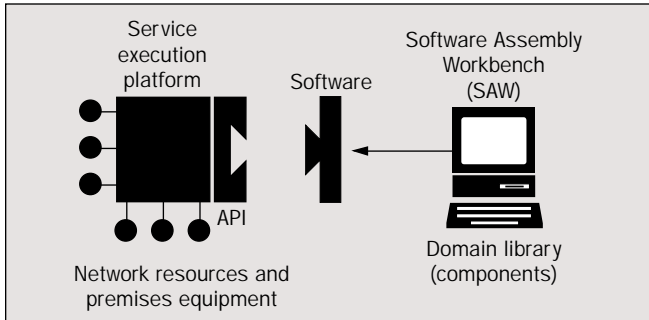 Service
execution
platform
Software
Software Assembly
Workbench
(SAW)
API
Network resources and
premises equipment
Domain library
(components)